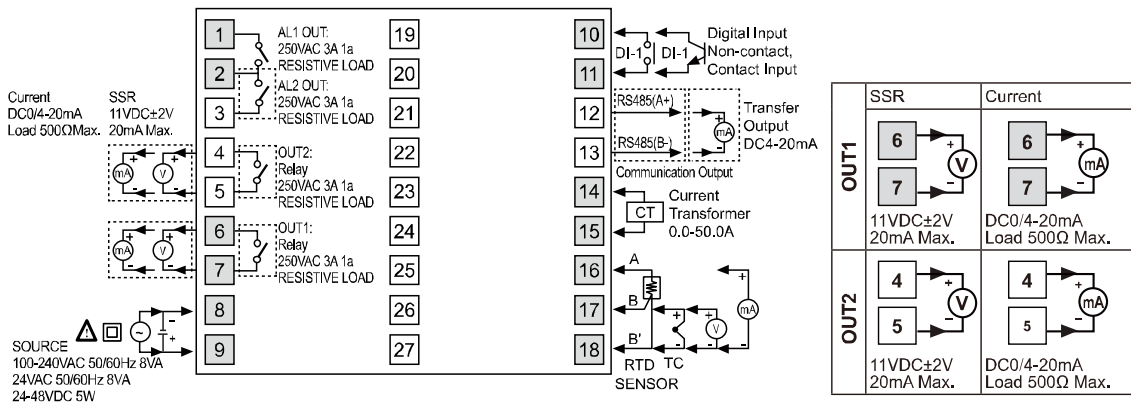 1
AL1 OUT:
250VAC 3A 1a
RESISTIVE LOAD
2
AL2 OUT:
250VAC 3A 1a
RESISTIVE LOAD
3
Current
DC0/4-20mA
Load 500ΩMax.
SSR
11VDC±2V
20mA Max.
mA
+
-
V
+
-
4
OUT2:
Relay
250VAC 3A 1a
RESISTIVE LOAD
5
mA
+
-
V
+
-
6
OUT1:
Relay
250VAC 3A 1a
RESISTIVE LOAD
7
8
-
+
9
SOURCE
100-240VAC 50/60Hz 8VA
24VAC 50/60Hz 8VA
24-48VDC 5W
19
20
21
22
23
24
25
26
27
10
DI-1
DI-1
Digital Input
Non-contact,
Contact Input
11
12
RS485(A+)
+
mA
-
Transfer
Output
DC4-20mA
13
RS485(B-)
Communication Output
14
CT
Current
Transformer
0.0-50.0A
15
16
A
17
B
18
B'
RTD
TC
SENSOR
+
-
+
V
-
+
mA
-
SSR
Current
OUT1
6
7
+
V
-
11VDC±2V
20mA Max.
6
7
+
mA
-
DC0/4-20mA
Load 500Ω Max.
OUT2
4
5
+
V
-
11VDC±2V
20mA Max.
4
5
+
mA
-
DC0/4-20mA
Load 500Ω Max.